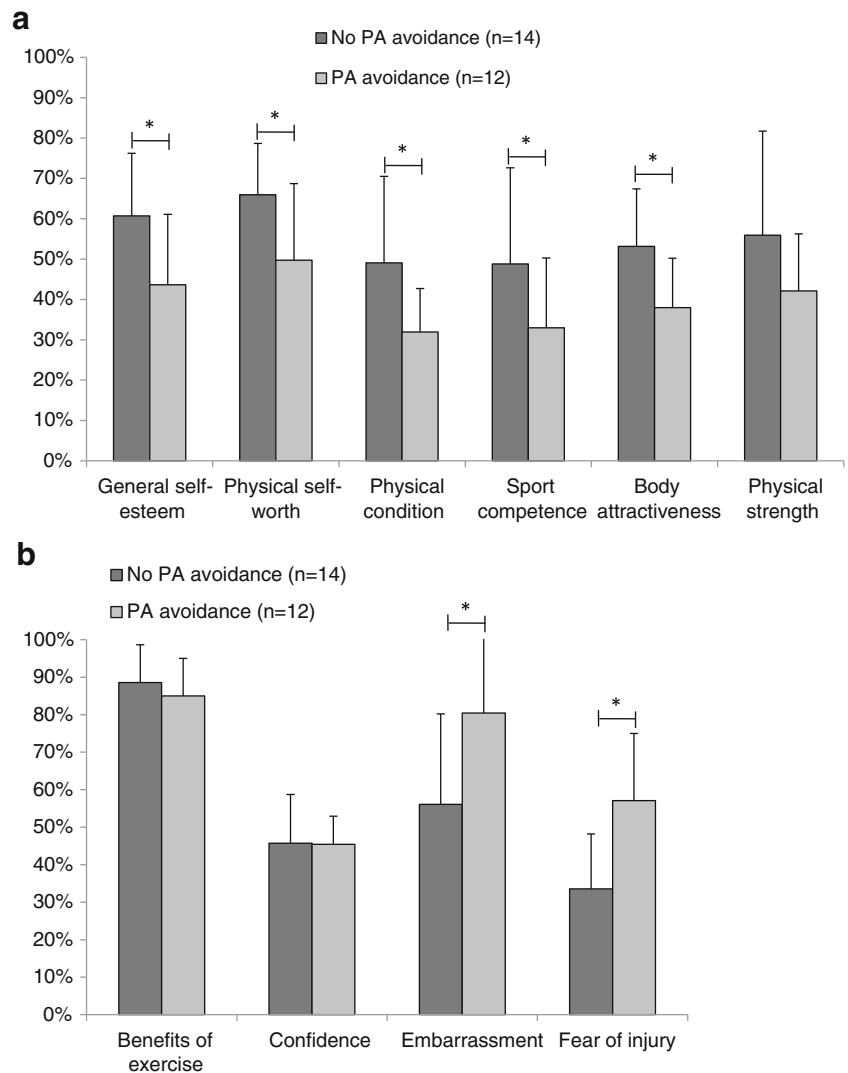 a
No PA avoidance (n=14)
PA avoidance (n=12)
100%
90%
80%
70%
60%
50%
40%
30%
20%
10%
0%
* * * * *
General self- Physical self- Physical Sport Body Physical
esteem worth condition competence attractiveness strength
b
No PA avoidance (n=14)
PA avoidance (n=12)
100%
90%
80%
70%
60%
50%
40%
30%
20%
10%
0%
* *
Benefits of Confidence Embarrassment Fear of injury
exercise